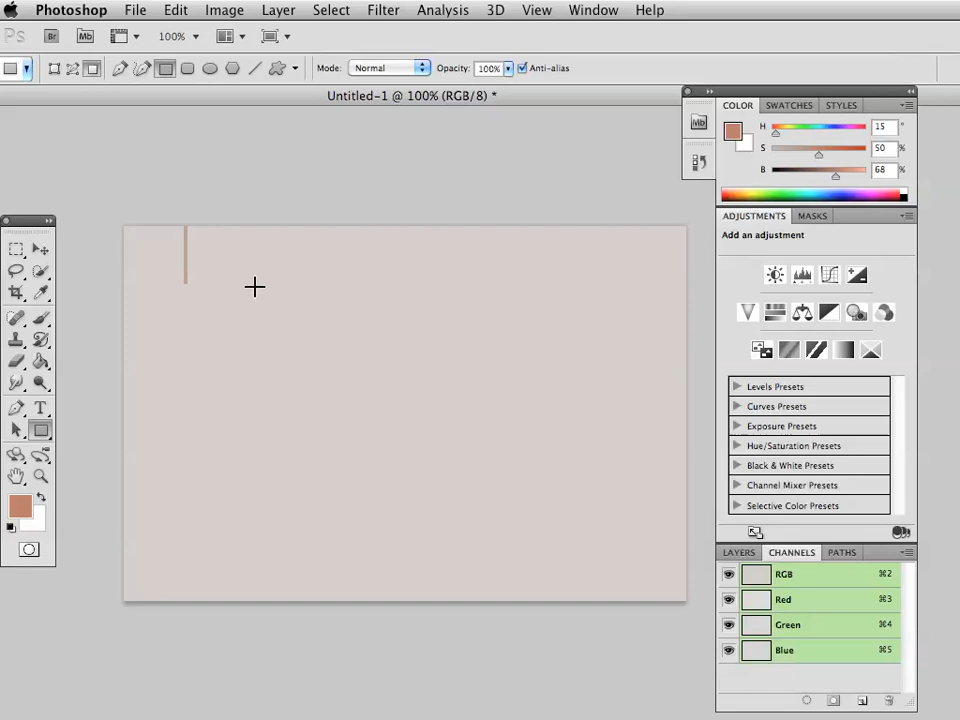 Photoshop File Edit Image Layer Select Filter Analysis 3D View Window Help
Ps Br Mb 100%
Mode: Normal Opacity: 100% Anti-alias
Untitled-1 @ 100% (RGB/8) *
Mb
COLOR SWATCHES STYLES
H 15 °
S 50 %
B 68 %
ADJUSTMENTS MASKS
Add an adjustment
Levels Presets
Curves Presets
Exposure Presets
Hue/Saturation Presets
Black & White Presets
Channel Mixer Presets
Selective Color Presets
LAYERS CHANNELS PATHS
RGB ⌘2
Red ⌘3
Green ⌘4
Blue ⌘5
T